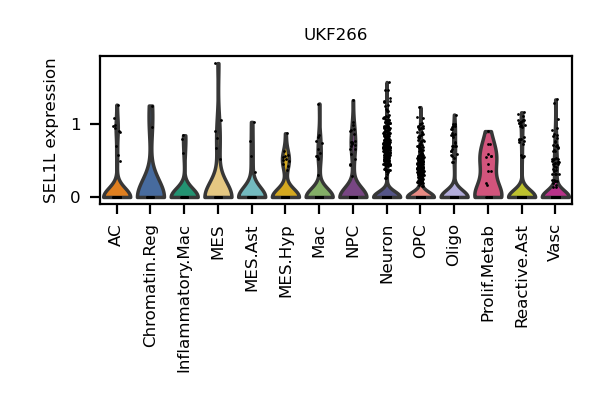 UKF266
SEL1L expression
1
0
AC
Chromatin.Reg
Inflammatory.Mac
MES
MES.Ast
MES.Hyp
Mac
NPC
Neuron
OPC
Oligo
Prolif.Metab
Reactive.Ast
Vasc